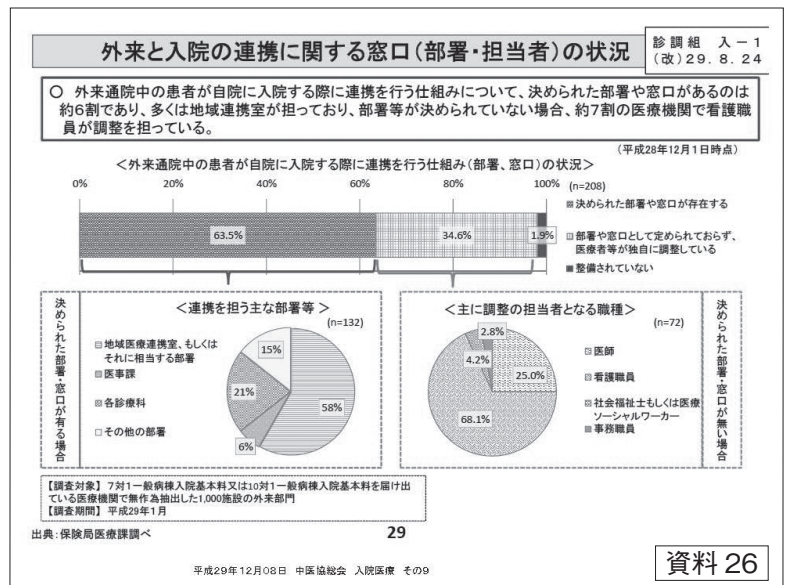 外来と入院の連携に関する窓口(部署・担当者)の状況
診調組 入-1
(改)29.8.24
○ 外来通院中の患者が自院に入院する際に連携を行う仕組みについて、決められた部署や窓口があるのは
約6割であり、多くは地域連携室が担っており、部署等が決められていない場合、約7割の医療機関で看護職
員が調整を担っている。
(平成28年12月1日時点)
<外来通院中の患者が自院に入院する際に連携を行う仕組み(部署、窓口)の状況>
0% 20% 40% 60% 80% 100% (n=208)
63.5% 34.6% 1.9%
決められた部署や窓口が存在する
部署や窓口として定められておらず、
医療者等が独自に調整している
整備されていない
決められた部署・窓口が有る場合
<連携を担う主な部署等>
(n=132)
地域医療連携室、もしくは
それに相当する部署
医事課
各診療科
その他の部署
15%
21%
58%
6%
<主に調整の担当者となる職種>
(n=72)
2.8%
4.2%
25.0%
68.1%
医師
看護職員
社会福祉士もしくは医療
ソーシャルワーカー
事務職員
決められた部署・窓口が無い場合
【調査対象】 7対1一般病棟入院基本料又は10対1一般病棟入院基本料を届け出
ている医療機関で無作為抽出した1,000施設の外来部門
【調査期間】 平成29年1月
出典:保険局医療課調べ
29
平成29年12月08日 中医協総会 入院医療 その9
資料26